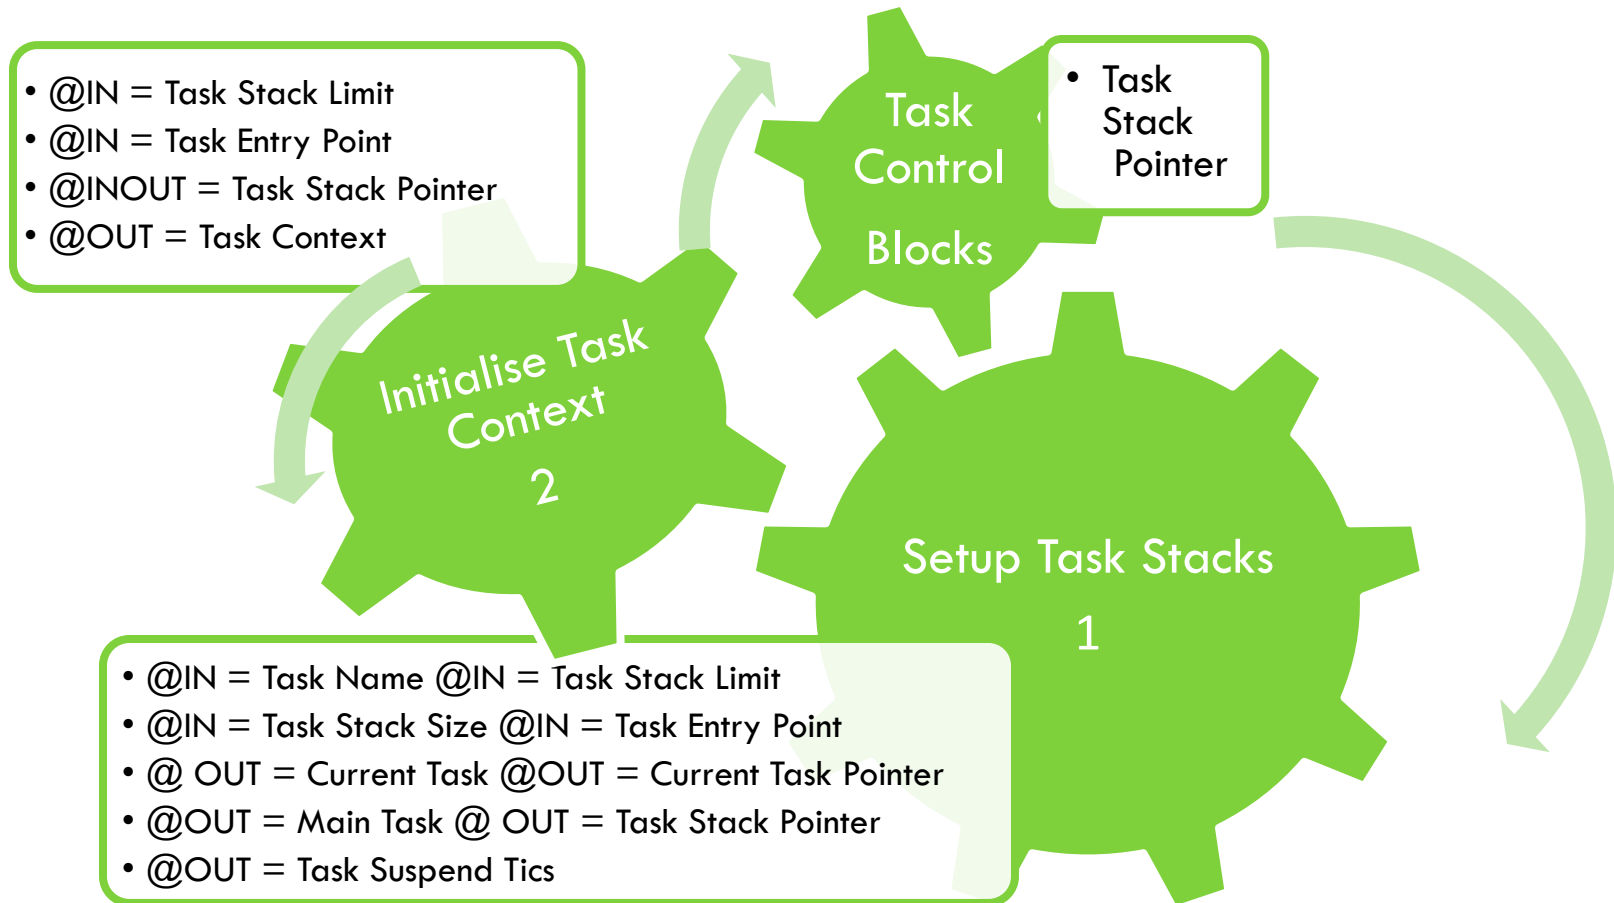 • @IN = Task Stack Limit
• @IN = Task Entry Point
• @INOUT = Task Stack Pointer
• @OUT = Task Context
Task
Control
Blocks
• Task
Stack
Pointer
Initialise Task
Context
2
Setup Task Stacks
1
• @IN = Task Name @IN = Task Stack Limit
• @IN = Task Stack Size @IN = Task Entry Point
• @ OUT = Current Task @OUT = Current Task Pointer
• @OUT = Main Task @ OUT = Task Stack Pointer
• @OUT = Task Suspend Tics